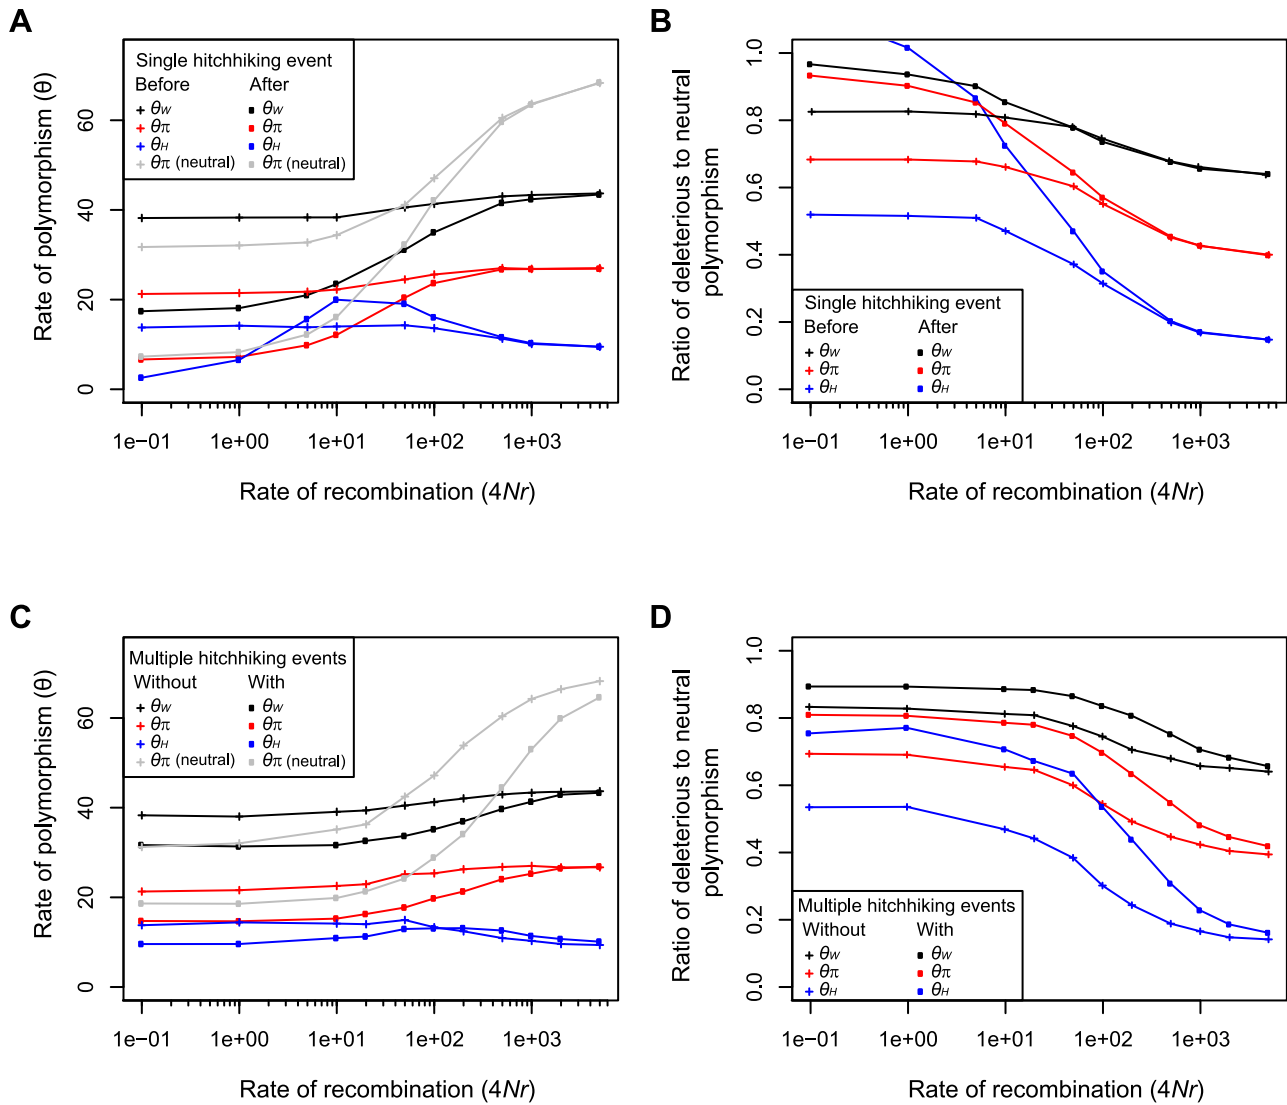 A
Rate of polymorphism (θ)
0 20 40 60
Single hitchhiking event
Before After
θW θW
θπ θπ
θH θH
θπ (neutral) θπ (neutral)
1e−01 1e+00 1e+01 1e+02 1e+03
Rate of recombination (4Nr)
B
Ratio of deleterious to neutral
polymorphism
0.0 0.2 0.4 0.6 0.8 1.0
Single hitchhiking event
Before After
θW θW
θπ θπ
θH θH
1e−01 1e+00 1e+01 1e+02 1e+03
Rate of recombination (4Nr)
C
Rate of polymorphism (θ)
0 20 40 60
Multiple hitchhiking events
Without With
θW θW
θπ θπ
θH θH
θπ (neutral) θπ (neutral)
1e−01 1e+00 1e+01 1e+02 1e+03
Rate of recombination (4Nr)
D
Ratio of deleterious to neutral
polymorphism
0.0 0.2 0.4 0.6 0.8 1.0
Multiple hitchhiking events
Without With
θW θW
θπ θπ
θH θH
1e−01 1e+00 1e+01 1e+02 1e+03
Rate of recombination (4Nr)